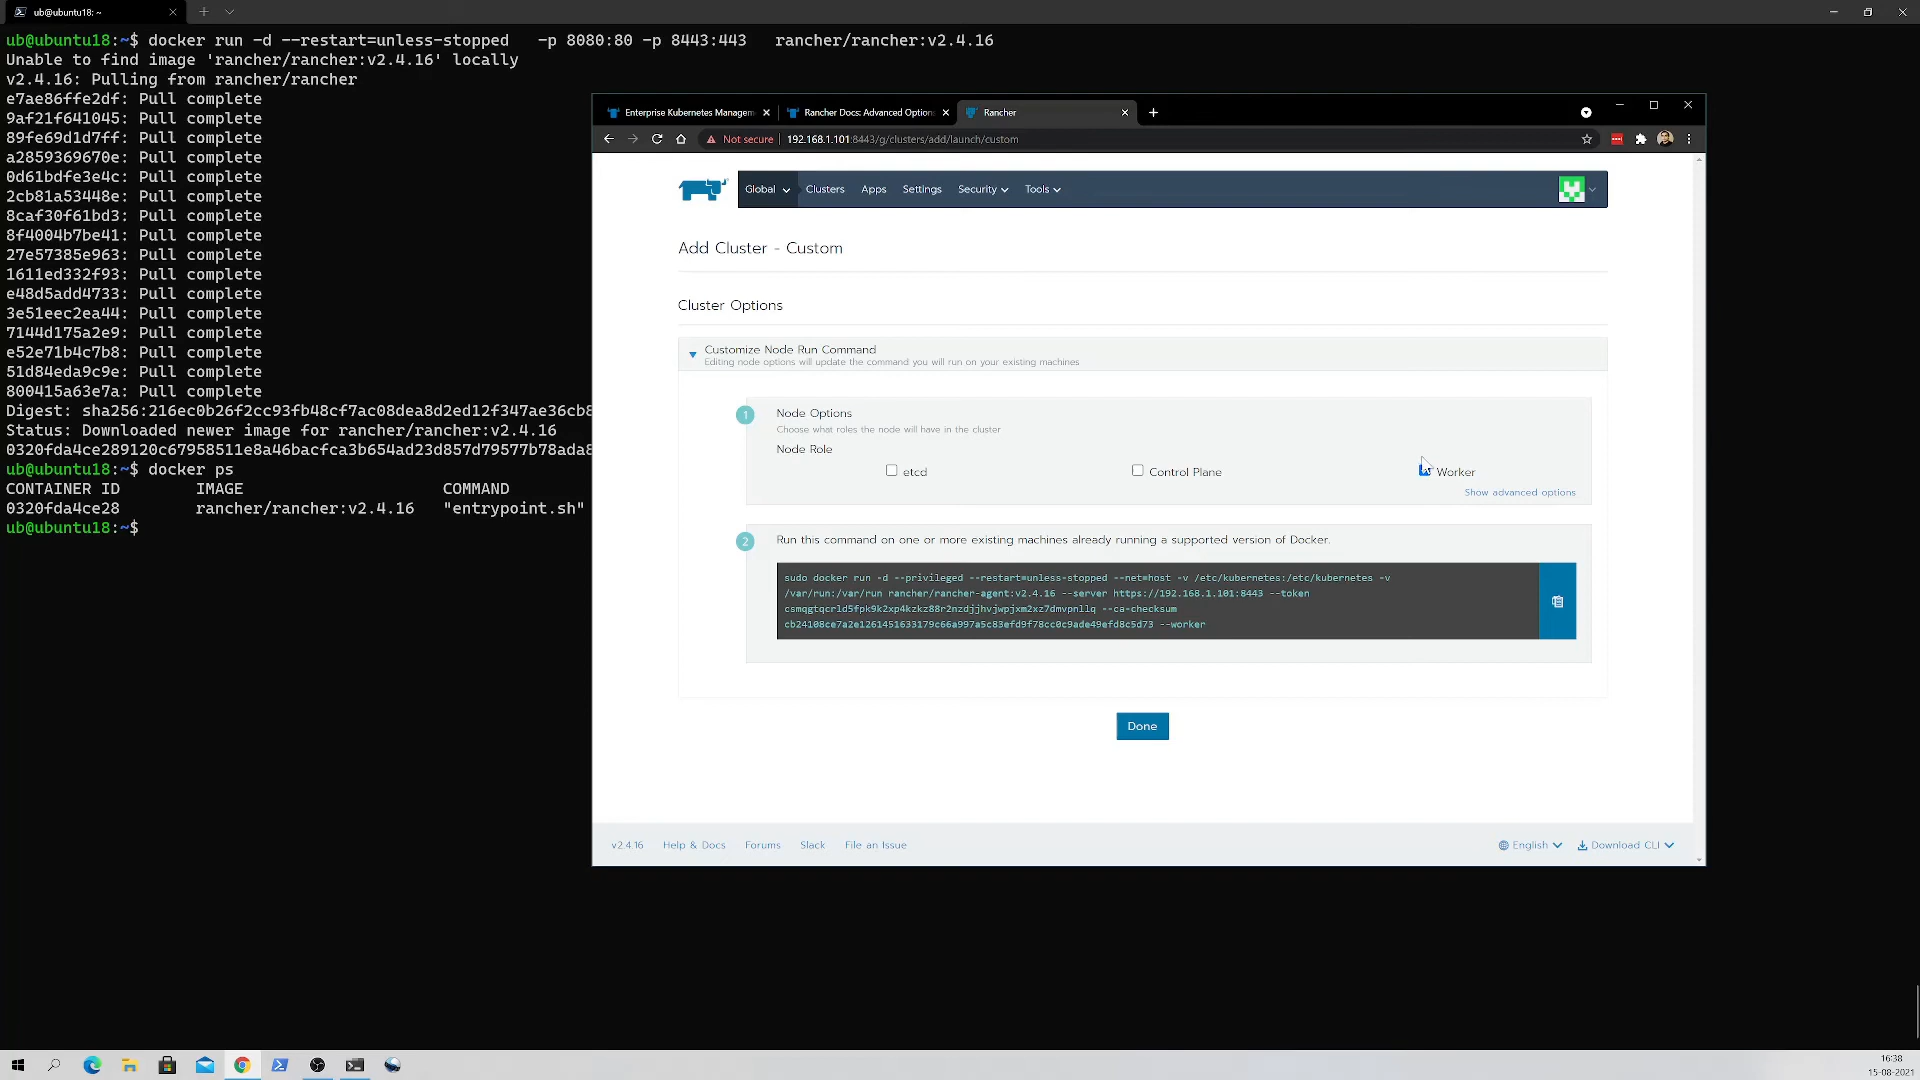 ub@ubuntu18: ~
ub@ubuntu18:~$ docker run -d --restart=unless-stopped   -p 8080:80 -p 8443:443   rancher/rancher:v2.4.16
Unable to find image 'rancher/rancher:v2.4.16' locally
v2.4.16: Pulling from rancher/rancher
e7ae86ffe2df: Pull complete
9af21f641045: Pull complete
89fe69d1d7ff: Pull complete
a2859369670e: Pull complete
0d61bdfe3e4c: Pull complete
2cb81a53448e: Pull complete
8caf30f61bd3: Pull complete
8f4004b7be41: Pull complete
27e57385e963: Pull complete
1611ed332f93: Pull complete
e48d5add4733: Pull complete
3e51eec2ea44: Pull complete
7144d175a2e9: Pull complete
e52e71b4c7b8: Pull complete
51d84eda9c9e: Pull complete
800415a63e7a: Pull complete
Digest: sha256:216ec0b26f2cc93fb48cf7ac08dea8d2ed12f347ae36cb8
Status: Downloaded newer image for rancher/rancher:v2.4.16
0320fda4ce289120c67958511e8a46bacfca3b654ad23d857d79577b78ada8
ub@ubuntu18:~$ docker ps
CONTAINER ID        IMAGE                     COMMAND
0320fda4ce28        rancher/rancher:v2.4.16   "entrypoint.sh"
ub@ubuntu18:~$
Enterprise Kubernetes Managem
Rancher Docs: Advanced Option
Rancher
Not secure | 192.168.1.101:8443/g/clusters/add/launch/custom
Global
Clusters
Apps
Settings
Security
Tools
Add Cluster - Custom
Cluster Options
Customize Node Run Command
Editing node options will update the command you will run on your existing machines
1
Node Options
Choose what roles the node will have in the cluster
Node Role
etcd
Control Plane
Worker
Show advanced options
2
Run this command on one or more existing machines already running a supported version of Docker.
sudo docker run -d --privileged --restart=unless-stopped --net=host -v /etc/kubernetes:/etc/kubernetes -v
/var/run:/var/run rancher/rancher-agent:v2.4.16 --server https://192.168.1.101:8443 --token
csmqgtqcrld5fpk9k2xp4kzkz88r2nzdjjhvjwpjxm2xz7dmvpnllq --ca-checksum
cb24108ce7a2e1261451633179c66a997a5c83efd9f78cc0c9ade49efd8c5d73 --worker
Done
v2.4.16
Help & Docs
Forums
Slack
File an Issue
English
Download CLI
16:38
15-08-2021